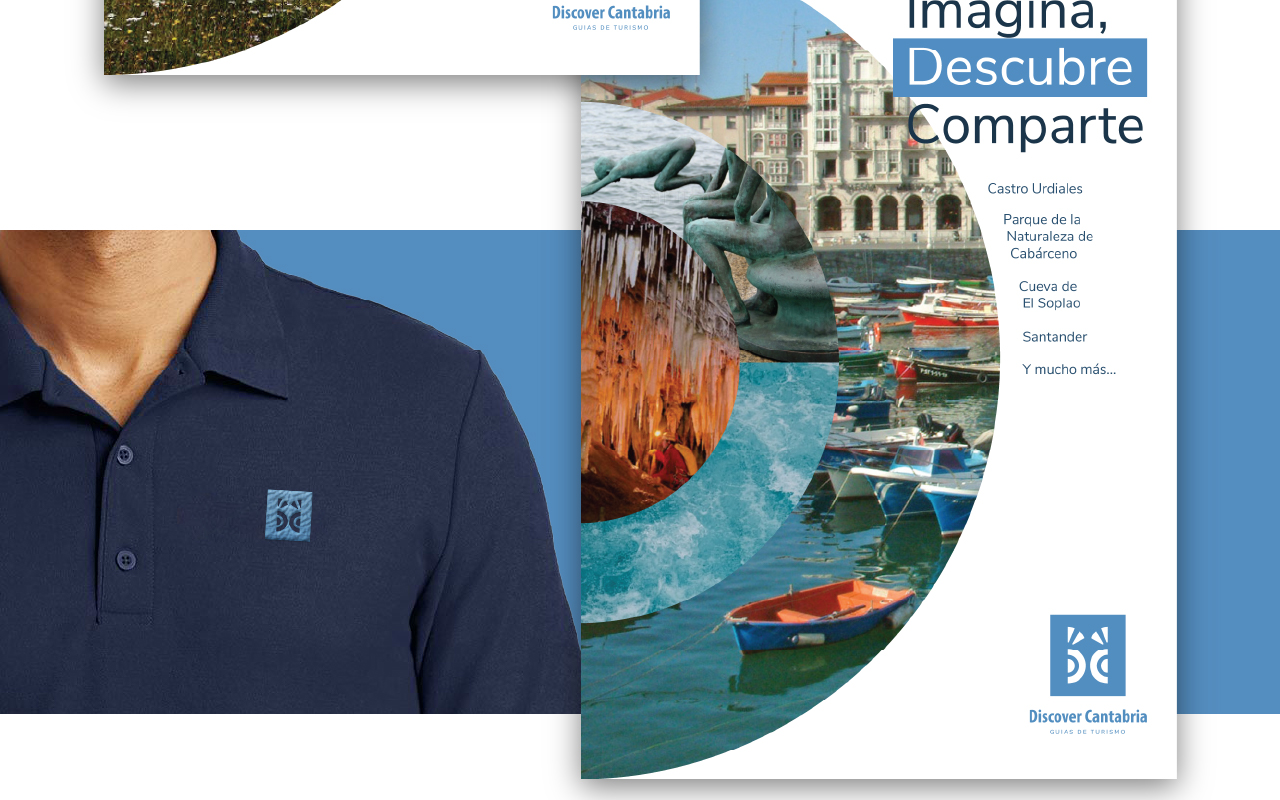 Discover Cantabria
GUIAS DE TURISMO
Imagina,
Descubre
Comparte
Castro Urdiales
Parque de la
Naturaleza de
Cabárceno
Cueva de
El Soplao
Santander
Y mucho más...
Discover Cantabria
GUIAS DE TURISMO